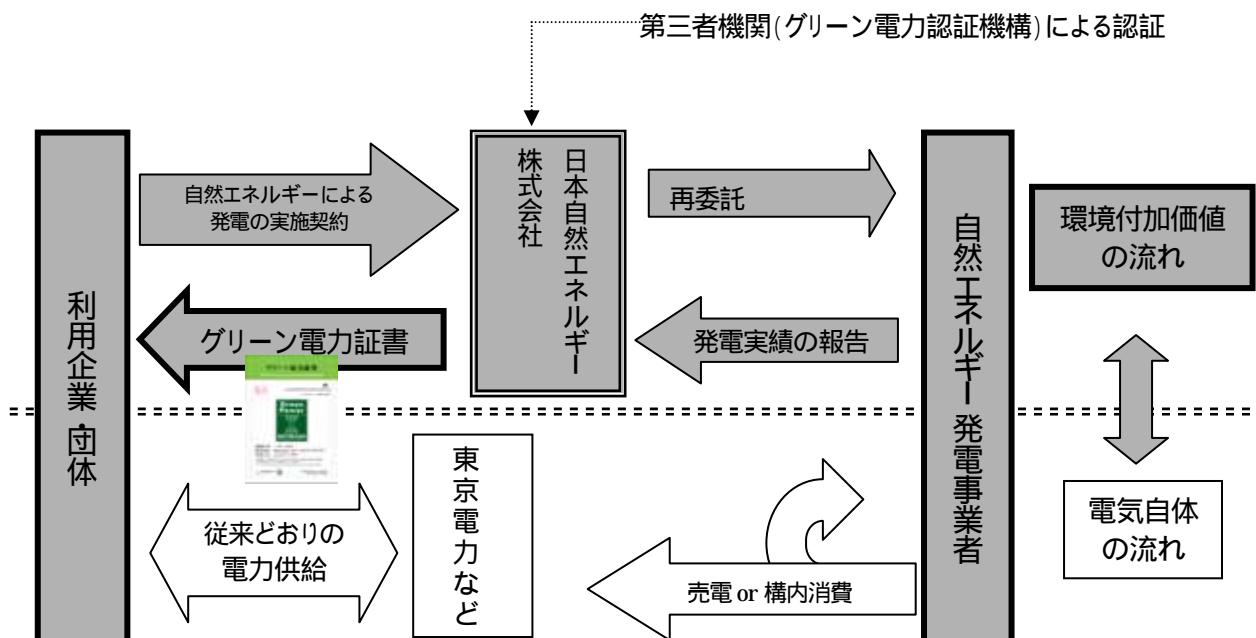 第三者機関(グリーン電力認証機構)による認証
自然エネルギーによる
発電の実施契約
日本自然エネルギー
株式会社
再委託
環境付加価値
の流れ
利用企業・団体
グリーン電力証書
発電実績の報告
自然エネルギー発電事業者
東京電力など
従来どおりの
電力供給
売電 or 構内消費
電気自体
の流れ